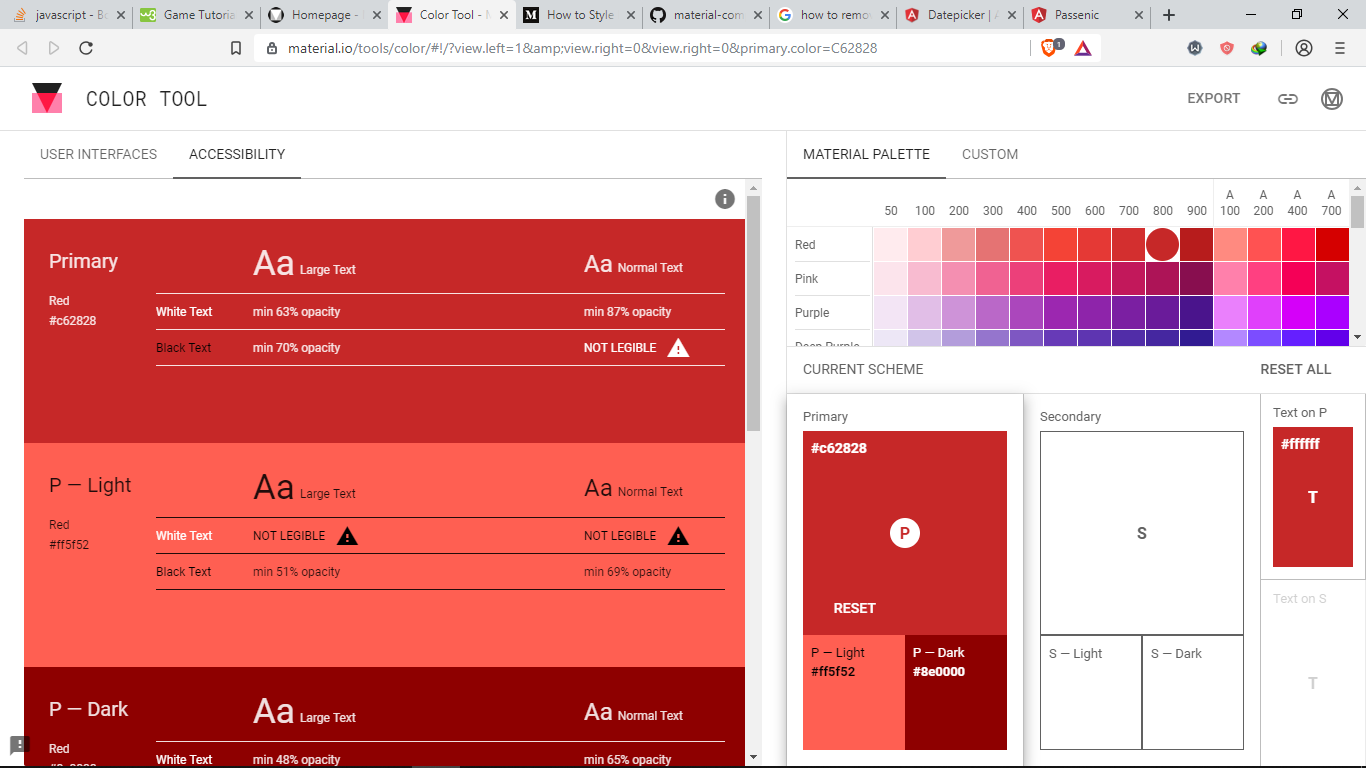 javascript - Bo
Game Tutoria
Homepage -
Color Tool - M
How to Style
material-com
how to remov
Datepicker | A
Passenic
material.io/tools/color/#!/?view.left=1&amp;view.right=0&view.right=0&primary.color=C62828
1
COLOR TOOL
EXPORT
USER INTERFACES
ACCESSIBILITY
MATERIAL PALETTE
CUSTOM
50 100 200 300 400 500 600 700 800 900 A 100 A 200 A 400 A 700
Red
Pink
Purple
Deep Purple
Primary
Aa Large Text
Aa Normal Text
Red
#c62828
White Text
min 63% opacity
min 87% opacity
Black Text
min 70% opacity
NOT LEGIBLE
P — Light
Aa Large Text
Aa Normal Text
Red
#ff5f52
White Text
NOT LEGIBLE
NOT LEGIBLE
Black Text
min 51% opacity
min 69% opacity
P — Dark
Aa Large Text
Aa Normal Text
Red
White Text
min 48% opacity
min 65% opacity
CURRENT SCHEME
RESET ALL
Primary
#c62828
P
RESET
P — Light
#ff5f52
P — Dark
#8e0000
Secondary
S
S — Light
S — Dark
Text on P
#ffffff
T
Text on S
T